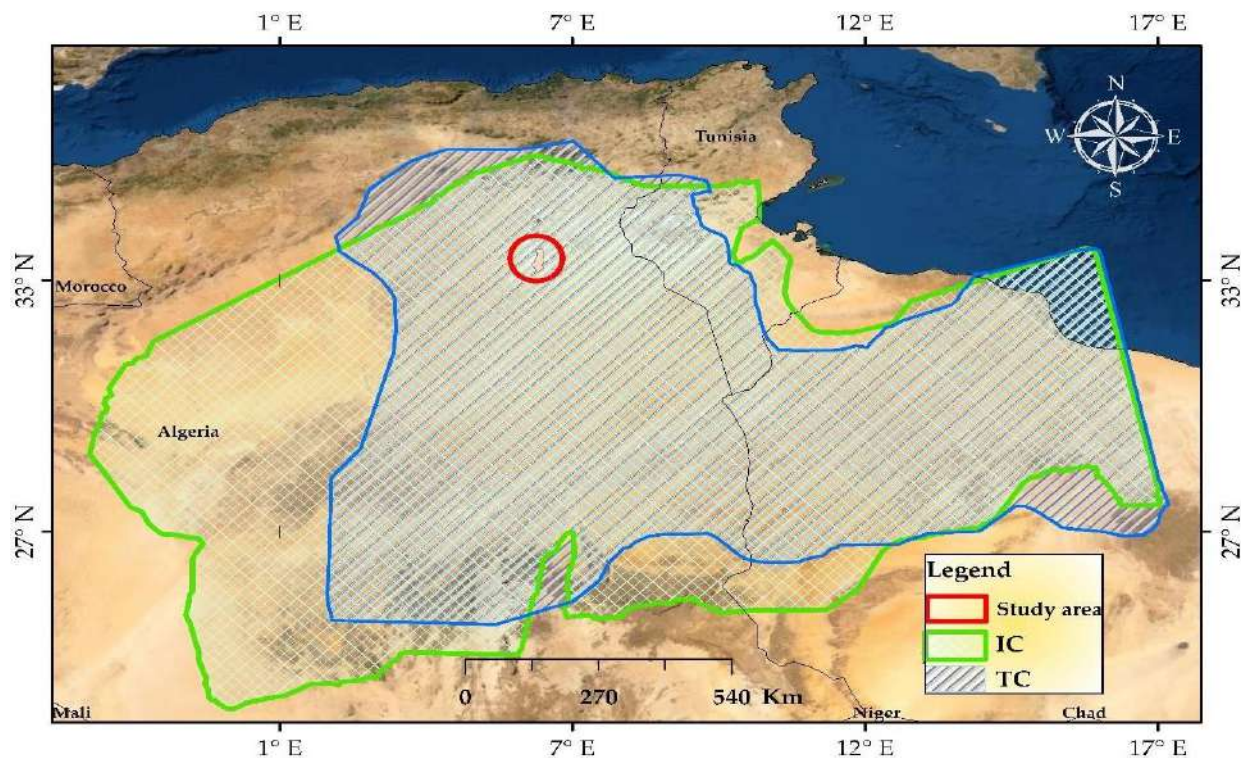 1° E 7° E 12° E 17° E
N
W E
S
Tunisia
33° N 33° N
Morocco
Algeria
27° N 27° N
Legend
Study area
IC
TC
0 270 540 Km
Mali Niger Chad
1° E 7° E 12° E 17° E